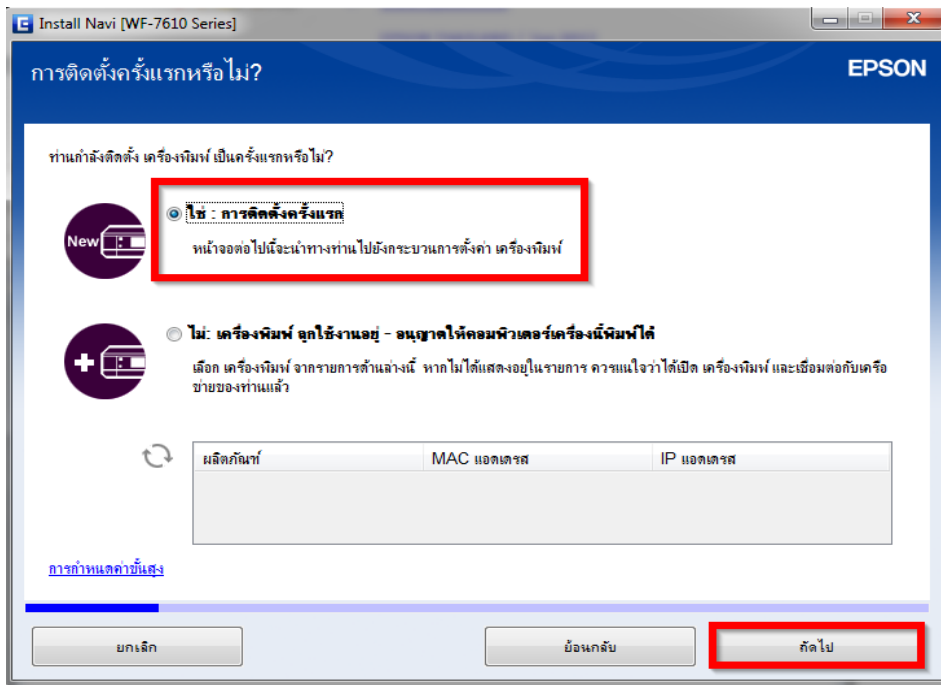 Install Navi [WF-7610 Series]
การติดตั้งครั้งแรกหรือไม่?
EPSON
ท่านกำลังติดตั้ง เครื่องพิมพ์ เป็นครั้งแรกหรือไม่?
New
ใช่ : การติดตั้งครั้งแรก
หน้าจอต่อไปนี้จะนำทางท่านไปยังกระบวนการตั้งค่า เครื่องพิมพ์
ไม่: เครื่องพิมพ์ ถูกใช้งานอยู่ - อนุญาตให้คอมพิวเตอร์เครื่องนี้พิมพ์ได้
เลือก เครื่องพิมพ์ จากรายการด้านล่างนี้ หากไม่ได้แสดงอยู่ในรายการ ควรแน่ใจว่าได้เปิด เครื่องพิมพ์ และเชื่อมต่อกับเครือ
ข่ายของท่านแล้ว
ผลิตภัณฑ์ MAC แอดเดรส IP แอดเดรส
การกำหนดค่าขั้นสูง
ยกเลิก ย้อนกลับ ถัดไป